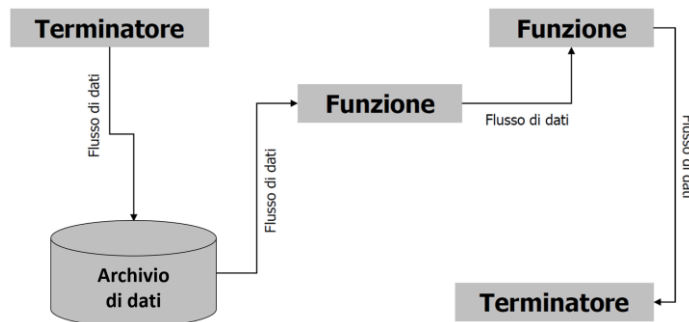 Terminatore
Funzione
Flusso di dati
Funzione
Flusso di dati
Flusso di dati
Flusso di dati
Archivio
di dati
Terminatore